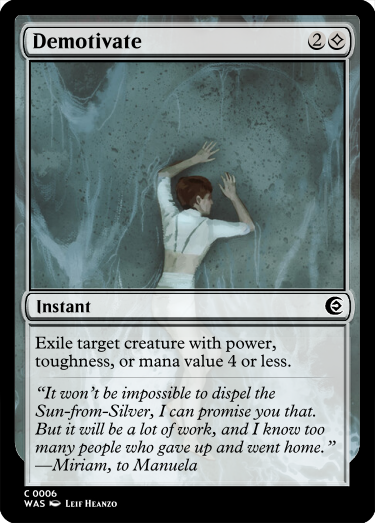 Demotivate 2
Instant
Exile target creature with power,
toughness, or mana value 4 or less.
“It won’t be impossible to dispel the
Sun-from-Silver, I can promise you that.
But it will be a lot of work, and I know too
many people who gave up and went home.”
—Miriam, to Manuela
C 0006
WAS Leif Heanzo